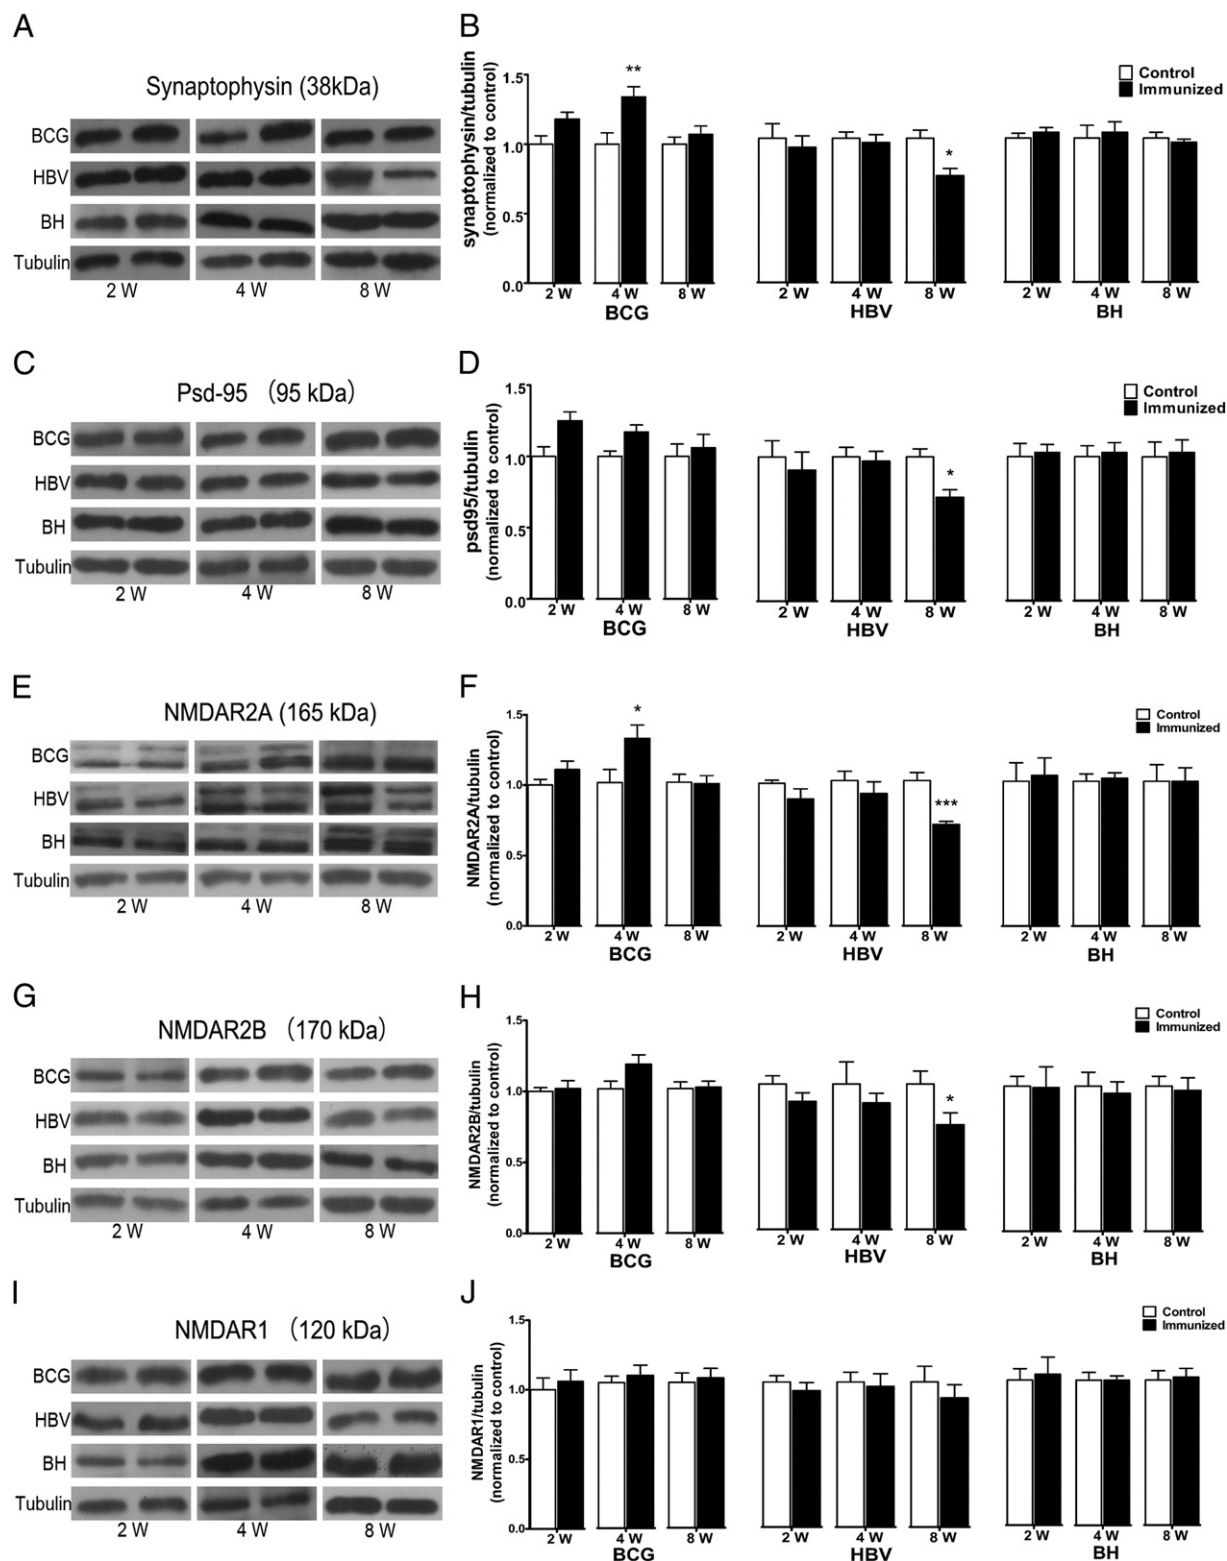 A
Synaptophysin (38kDa)
BCG
HBV
BH
Tubulin
2 W 4 W 8 W
B
synaptophysin/tubulin
(normalized to control)
1.5
1.0
0.5
0.0
Control
Immunized
**
*
2 W 4 W 8 W 2 W 4 W 8 W 2 W 4 W 8 W
BCG HBV BH
C
Psd-95 (95 kDa)
BCG
HBV
BH
Tubulin
2 W 4 W 8 W
D
psd95/tubulin
(normalized to control)
1.5
1.0
0.5
0.0
Control
Immunized
*
2 W 4 W 8 W 2 W 4 W 8 W 2 W 4 W 8 W
BCG HBV BH
E
NMDAR2A (165 kDa)
BCG
HBV
BH
Tubulin
2 W 4 W 8 W
F
NMDAR2A/tubulin
(normalized to control)
1.5
1.0
0.5
0.0
Control
Immunized
*
***
2 W 4 W 8 W 2 W 4 W 8 W 2 W 4 W 8 W
BCG HBV BH
G
NMDAR2B (170 kDa)
BCG
HBV
BH
Tubulin
2 W 4 W 8 W
H
NMDAR2B/tubulin
(normalized to control)
1.5
1.0
0.5
0.0
Control
Immunized
*
2 W 4 W 8 W 2 W 4 W 8 W 2 W 4 W 8 W
BCG HBV BH
I
NMDAR1 (120 kDa)
BCG
HBV
BH
Tubulin
2 W 4 W 8 W
J
NMDAR1/tubulin
(normalized to control)
1.5
1.0
0.5
0.0
Control
Immunized
2 W 4 W 8 W 2 W 4 W 8 W 2 W 4 W 8 W
BCG HBV BH